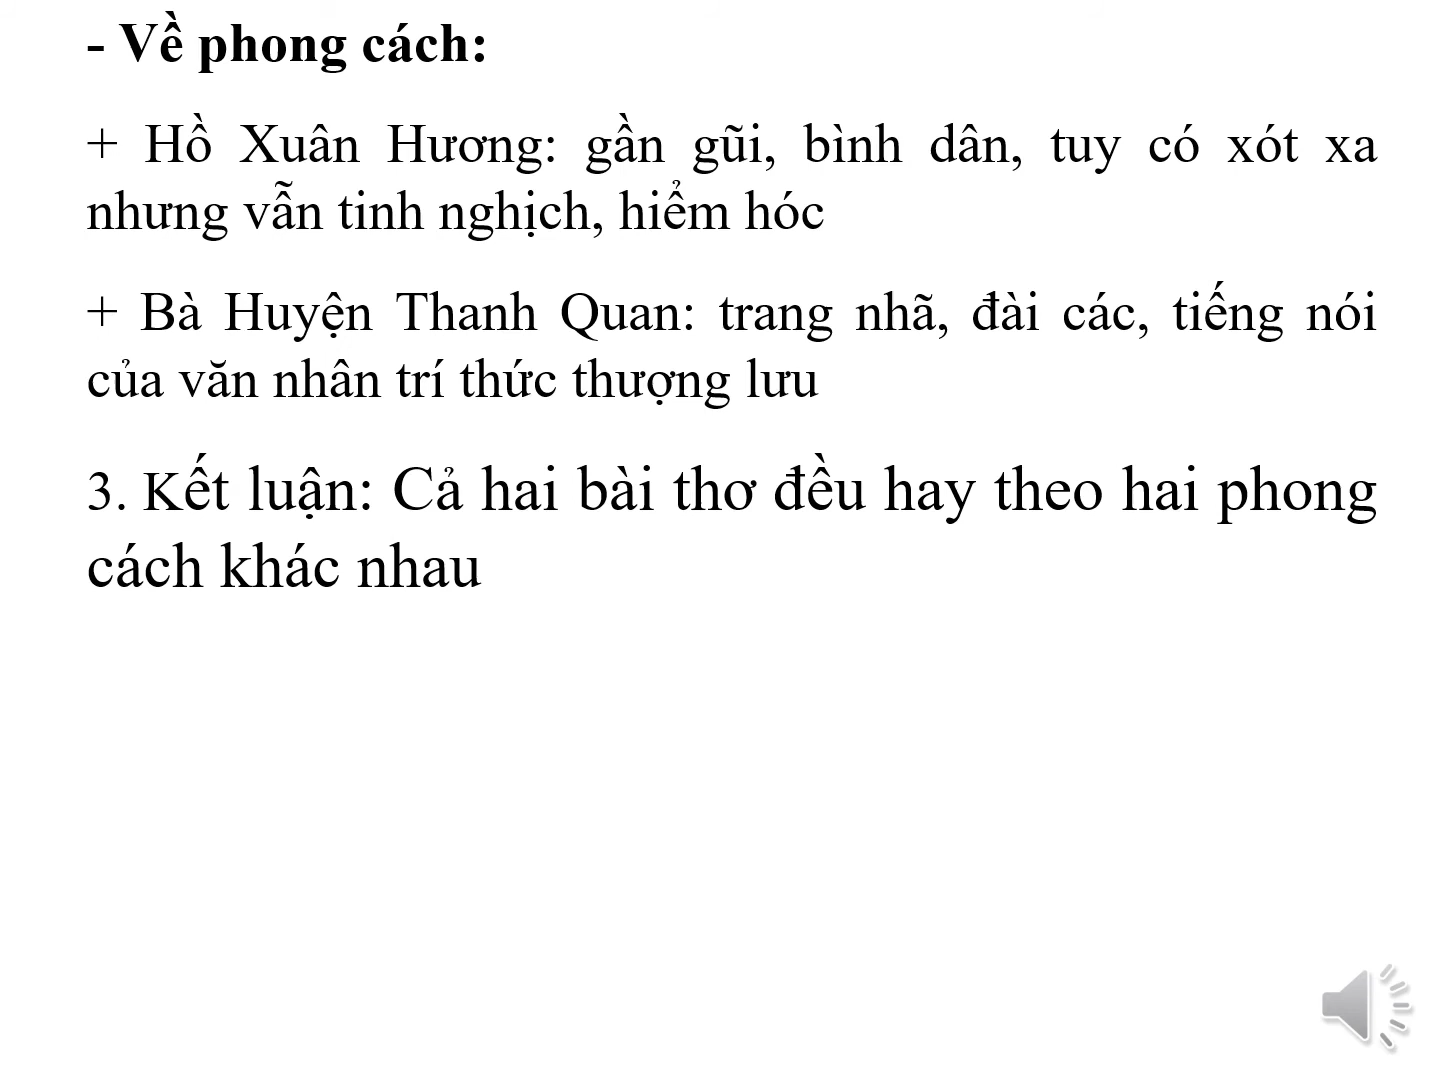 - Về phong cách:
+ Hồ Xuân Hương: gần gũi, bình dân, tuy có xót xa
nhưng vẫn tinh nghịch, hiểm hóc
+ Bà Huyện Thanh Quan: trang nhã, đài các, tiếng nói
của văn nhân trí thức thượng lưu
3. Kết luận: Cả hai bài thơ đều hay theo hai phong
cách khác nhau